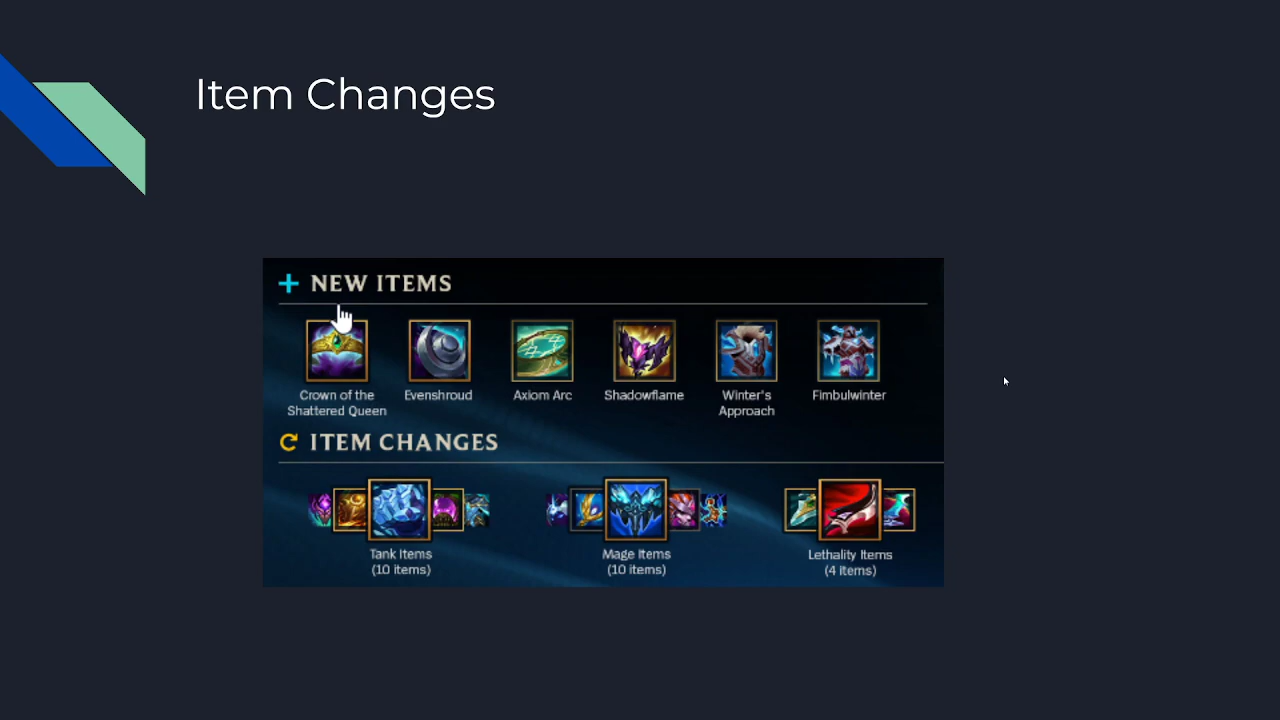 Item Changes
NEW ITEMS
Crown of the
Shattered Queen
Evenshroud
Axiom Arc
Shadowflame
Winter's
Approach
Fimbulwinter
ITEM CHANGES
Tank Items
(10 items)
Mage Items
(10 items)
Lethality Items
(4 items)